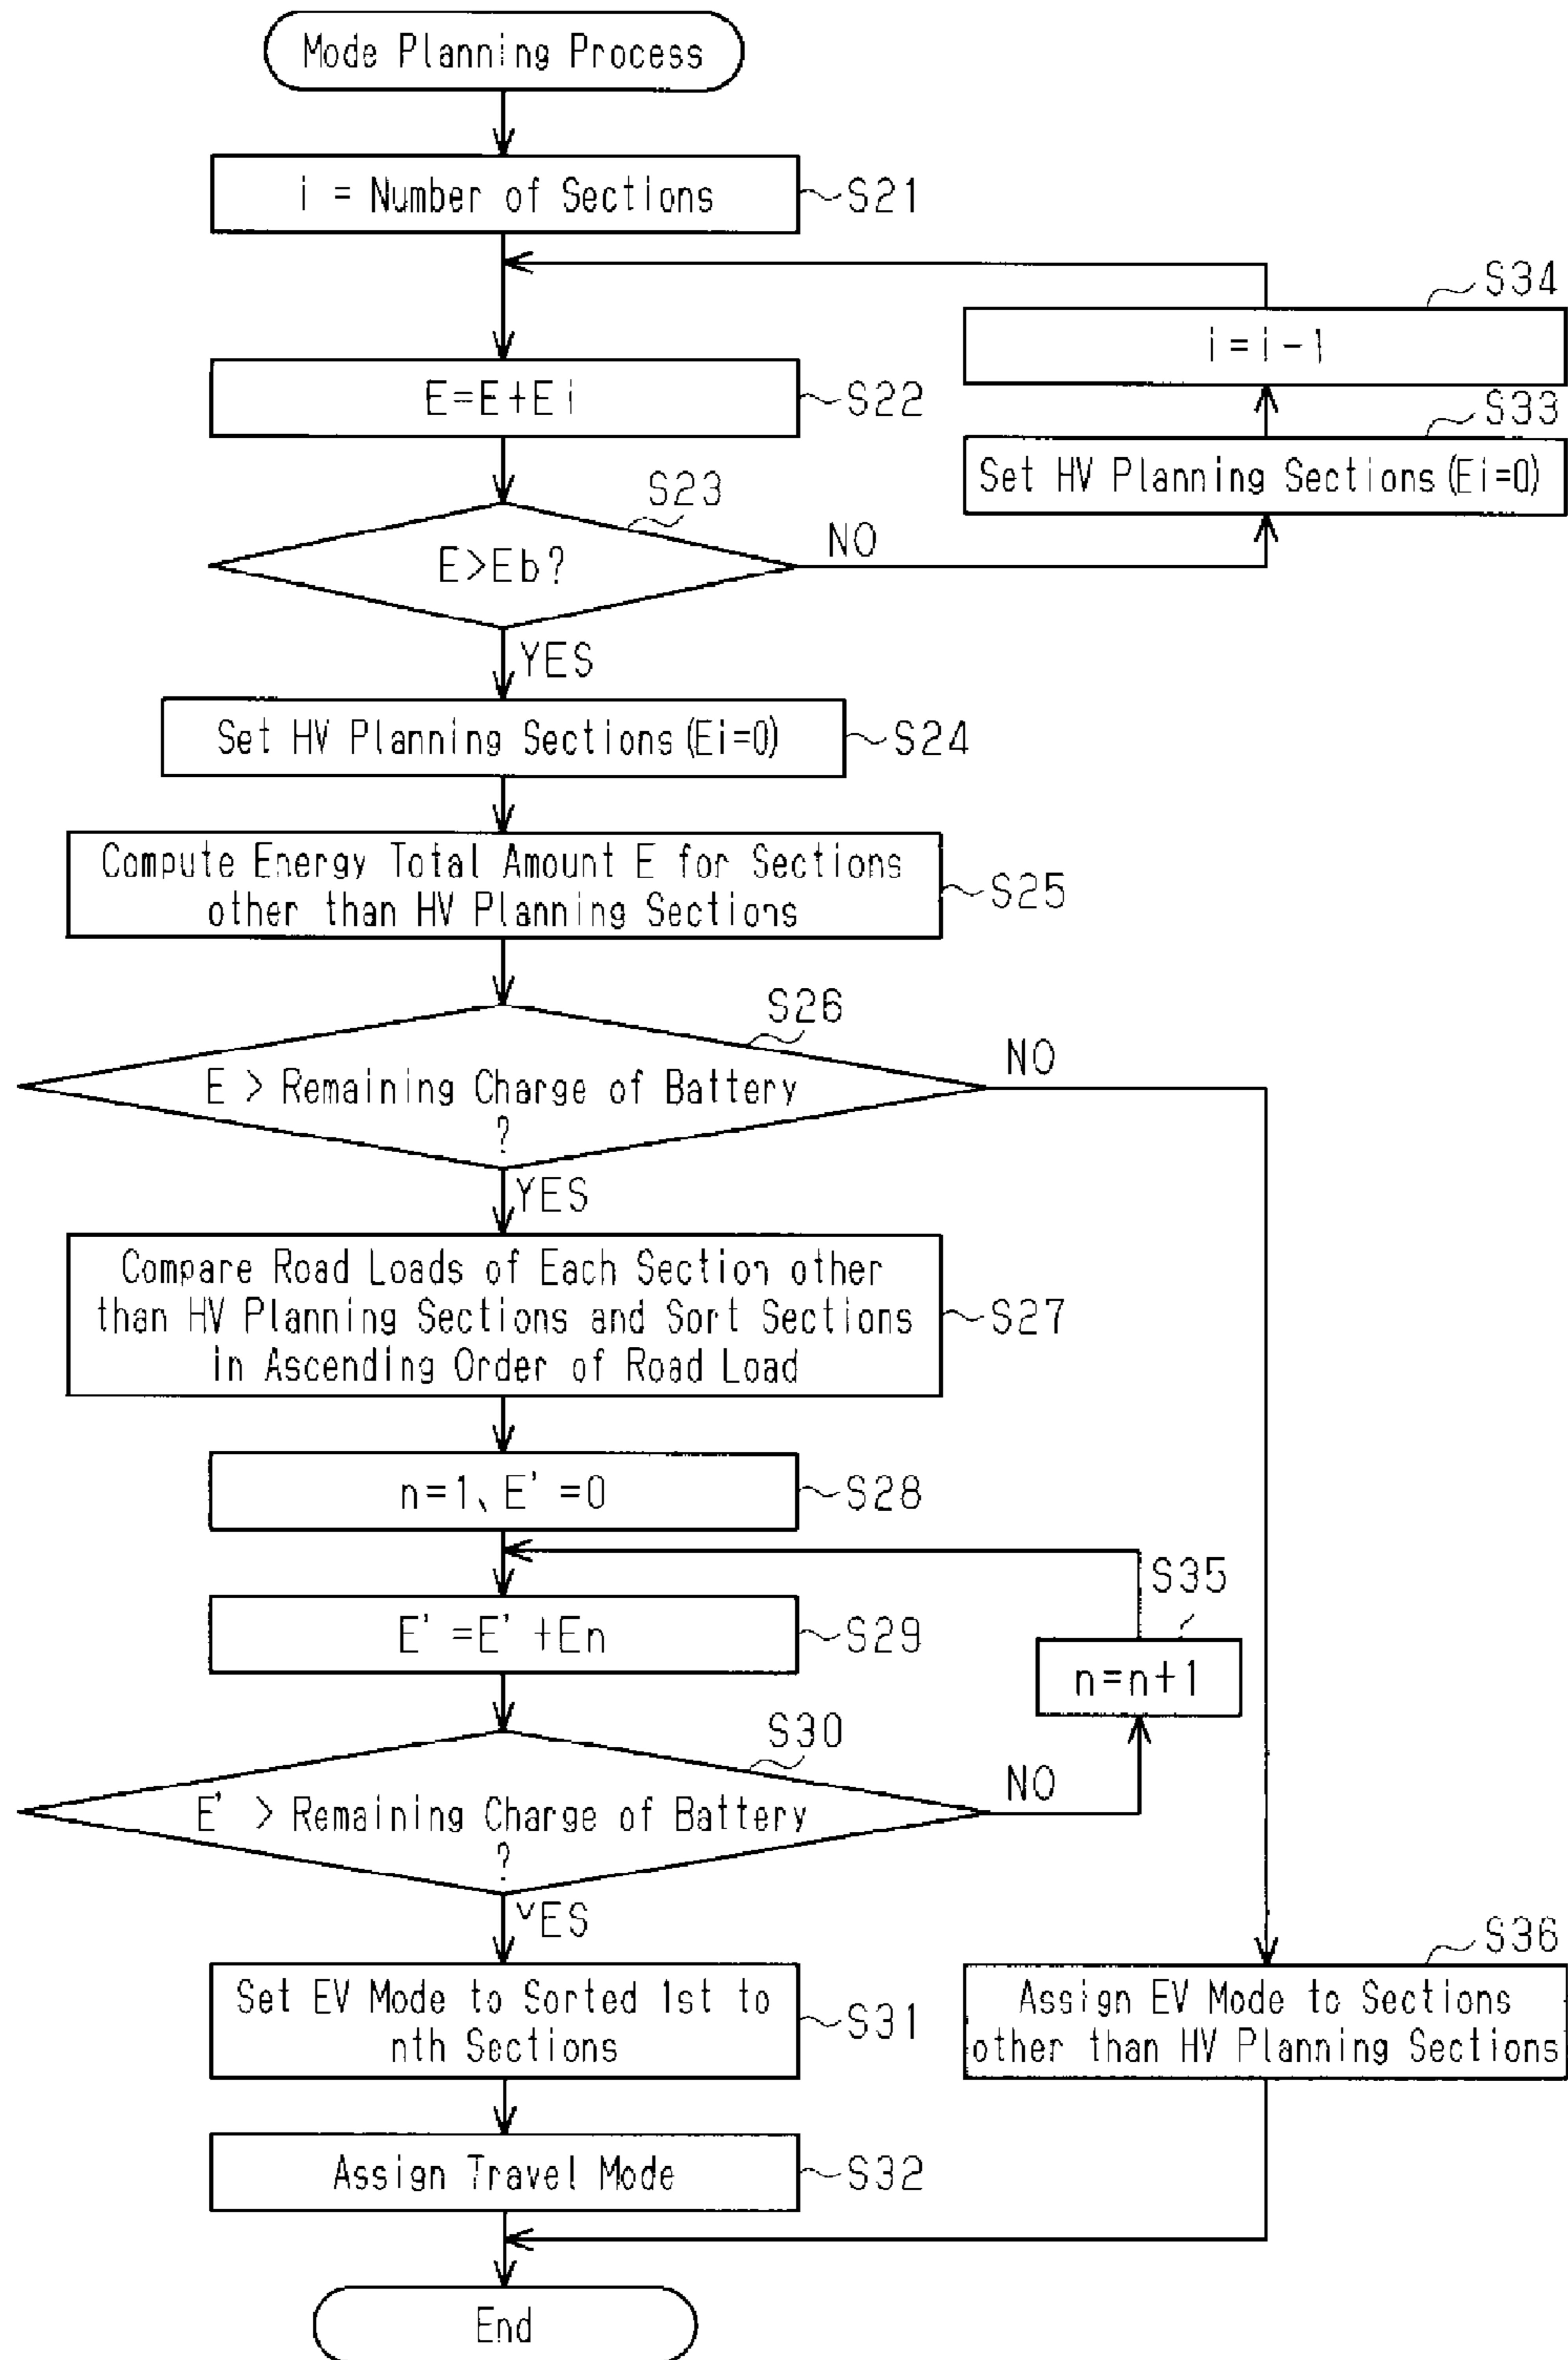 Mode Planning Process
i = Number of Sections
S21
S34
i=i-1
E=E+Ei
S22
S33
Set HV Planning Sections (Ei=0)
S23
E>Eb?
NO
YES
Set HV Planning Sections (Ei=0)
S24
Compute Energy Total Amount E for Sections
other than HV Planning Sections
S25
S26
E > Remaining Charge of Battery
?
NO
YES
Compare Road Loads of Each Section other
than HV Planning Sections and Sort Sections
in Ascending Order of Road Load
S27
n=1、E' =0
S28
S35
E' =E' +En
S29
n=n+1
S30
E' > Remaining Charge of Battery
?
NO
YES
S36
Set EV Mode to Sorted 1st to
nth Sections
S31
Assign EV Mode to Sections
other than HV Planning Sections
Assign Travel Mode
S32
End